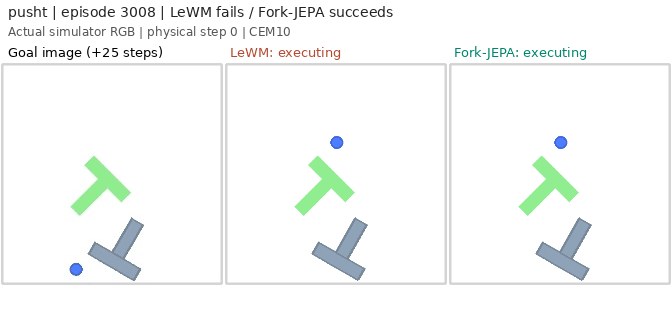 pusht | episode 3008 | LeWM fails / Fork-JEPA succeeds
Actual simulator RGB | physical step 0 | CEM10
Goal image (+25 steps)
LeWM: executing
Fork-JEPA: executing